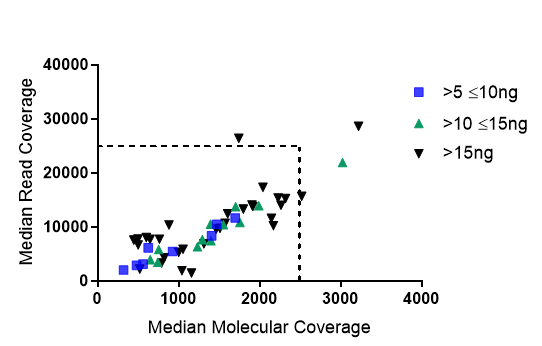 Median Read Coverage
40000
30000
20000
10000
0
0 1000 2000 3000 4000
Median Molecular Coverage
>5 ≤10ng
>10 ≤15ng
>15ng